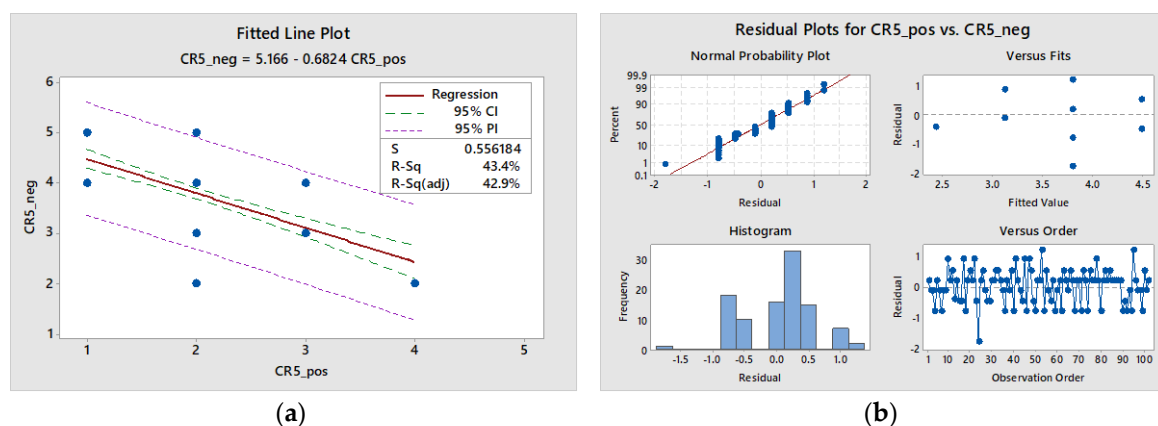 Fitted Line Plot
CR5_neg = 5.166 - 0.6824 CR5_pos
6
5
4
3
2
1
CR5_neg
Regression
95% CI
95% PI
S 0.556184
R-Sq 43.4%
R-Sq(adj) 42.9%
1 2 3 4 5
CR5_pos
(a)
Residual Plots for CR5_pos vs. CR5_neg
Normal Probability Plot
99.9
99
90
50
10
1
0.1
Percent
-2 -1 0 1 2
Residual
Versus Fits
1
0
-1
-2
Residual
2.5 3.0 3.5 4.0 4.5
Fitted Value
Histogram
30
20
10
0
Frequency
-1.5 -1.0 -0.5 0.0 0.5 1.0
Residual
Versus Order
1
0
-1
-2
Residual
1 10 20 30 40 50 60 70 80 90 100
Observation Order
(b)